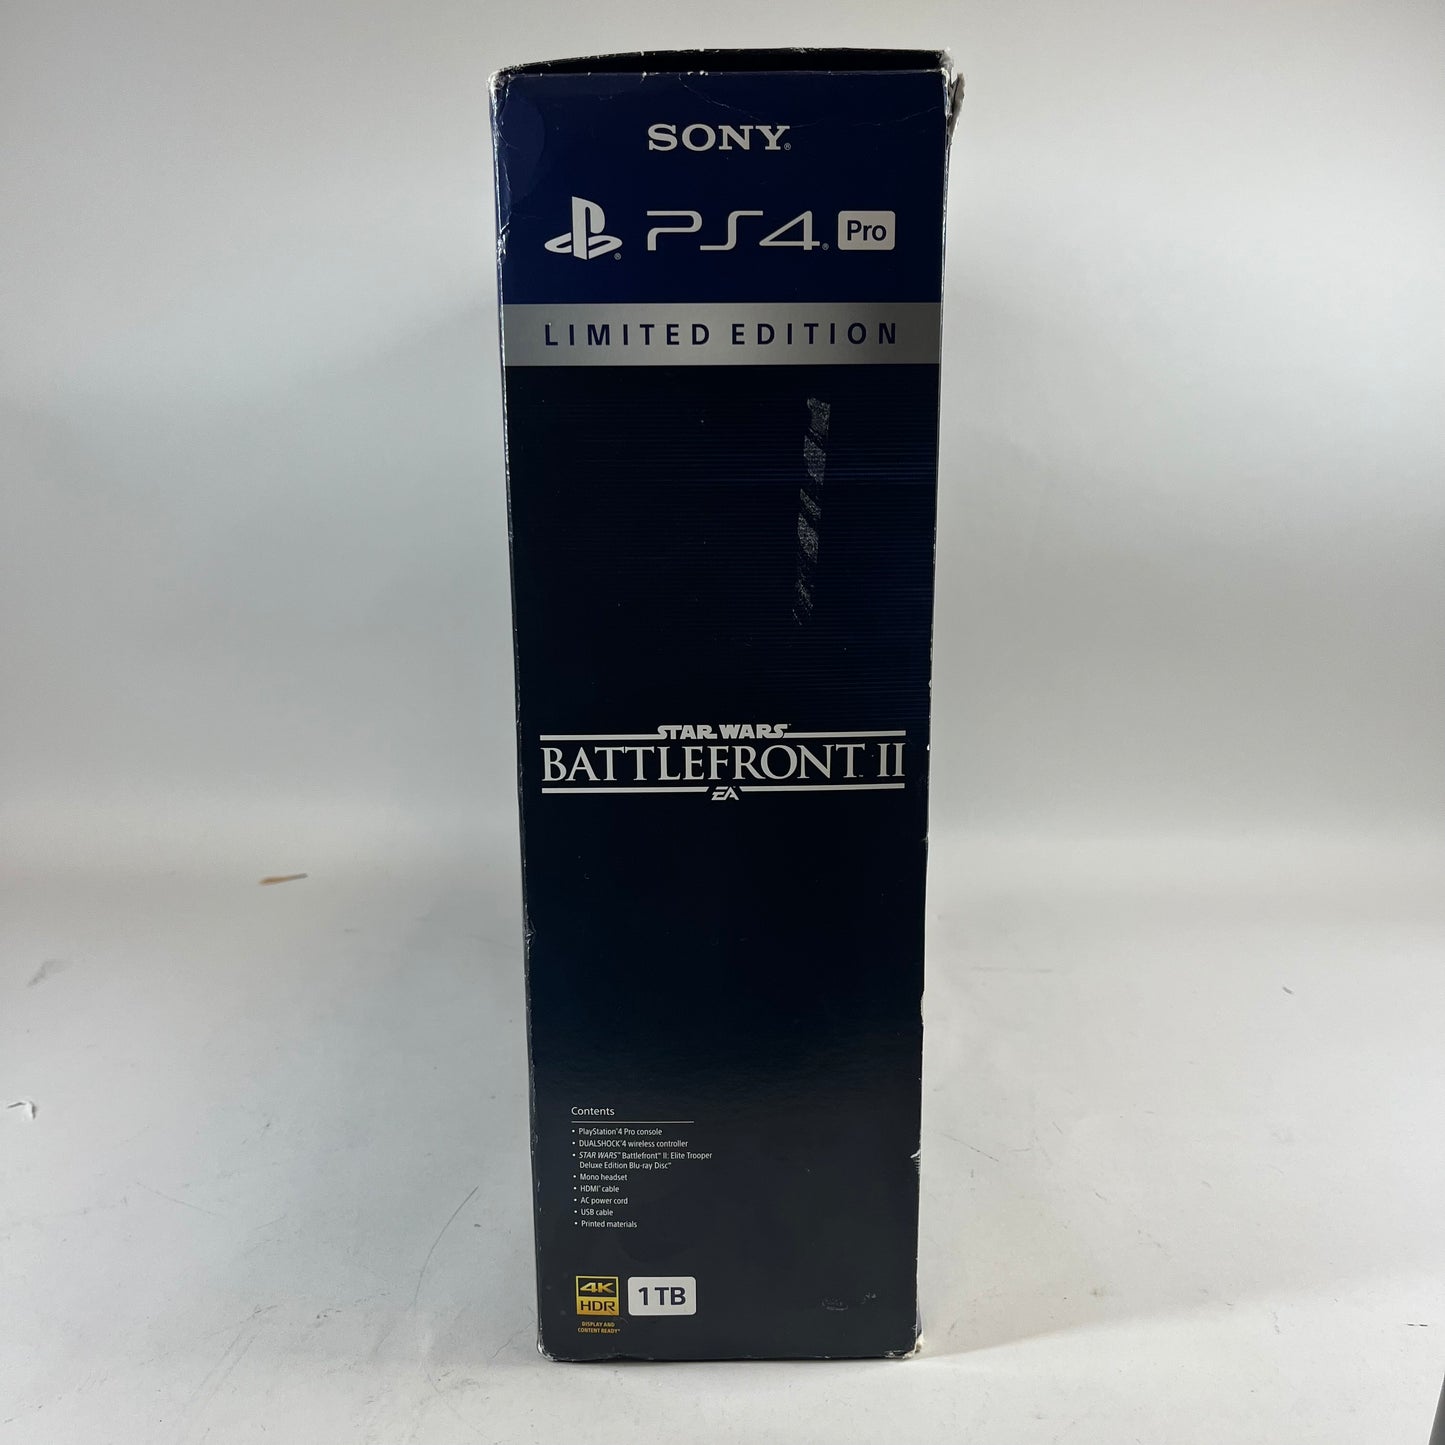 SONY®
PS4® Pro
LIMITED EDITION
STAR WARS™
BATTLEFRONT II
EA
Contents
• PlayStation®4 Pro console
• DUALSHOCK®4 wireless controller
• STAR WARS™ Battlefront™ II: Elite Trooper
Deluxe Edition Blu-ray Disc™
• Mono headset
• HDMI® cable
• AC power cord
• USB cable
• Printed materials
4K
HDR
1TB
DISPLAY AND
CONTENT READY*